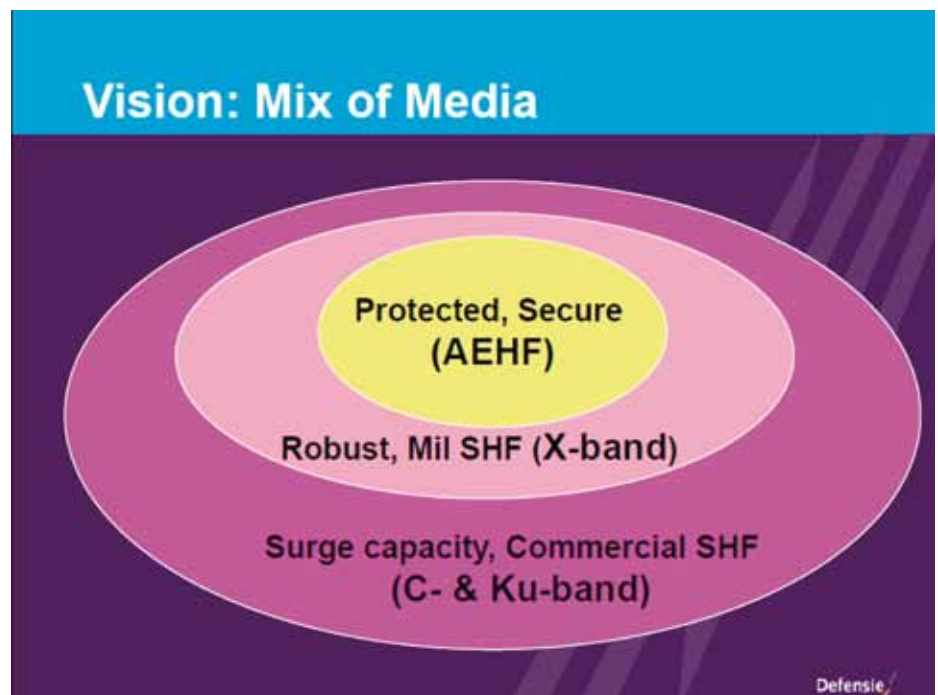 Vision: Mix of Media
Protected, Secure
(AEHF)
Robust, Mil SHF (X-band)
Surge capacity, Commercial SHF
(C- & Ku-band)
Defensie